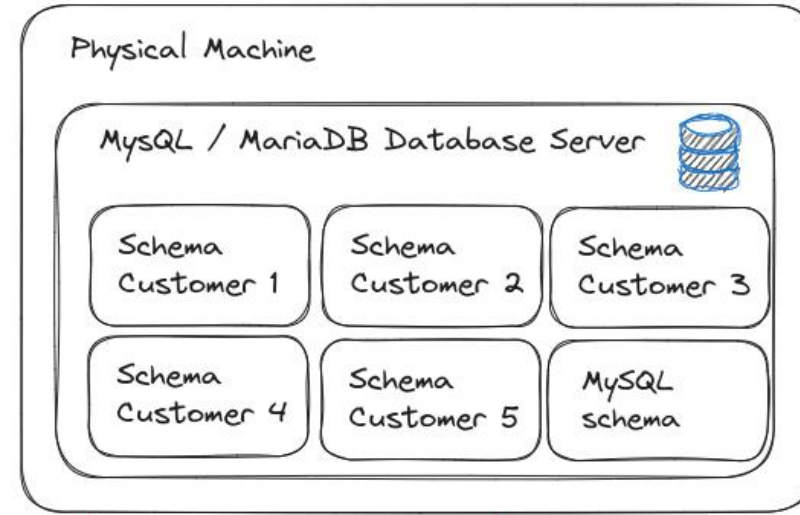 Physical Machine
MysQL / MariaDB Database Server
Schema
Customer 1
Schema
Customer 2
Schema
Customer 3
Schema
Customer 4
Schema
Customer 5
MySQL
schema